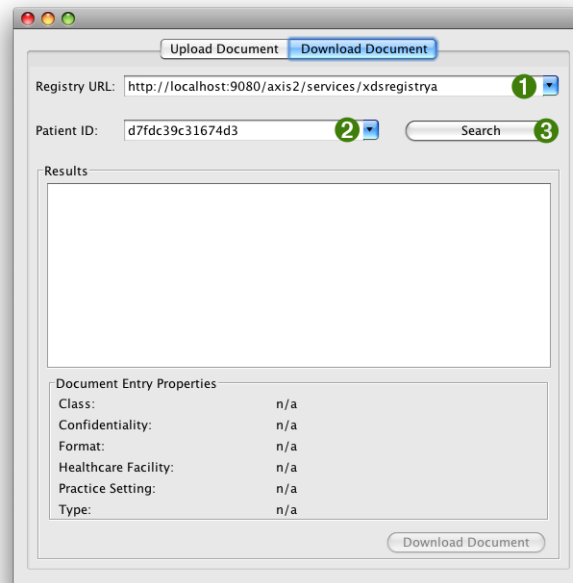 Upload Document Download Document
Registry URL: http://localhost:9080/axis2/services/xdsregistrya 1
Patient ID: d7fdc39c31674d3 2 Search 3
Results
Document Entry Properties
Class: n/a
Confidentiality: n/a
Format: n/a
Healthcare Facility: n/a
Practice Setting: n/a
Type: n/a
Download Document